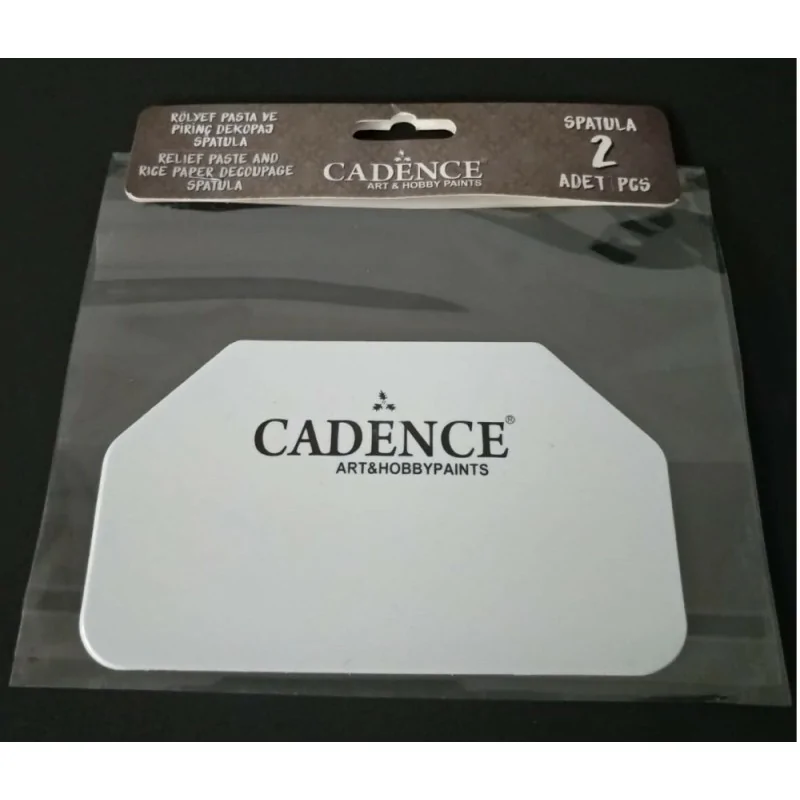 RÖLYEF PASTA VE
PİRİNÇ DEKOPAJ
SPATULA
RELIEF PASTE AND
RICE PAPER DECOUPAGE
SPATULA
CADENCE
ART & HOBBY PAINTS
SPATULA
2
ADET | PCS
CADENCE®
ART&HOBBYPAINTS